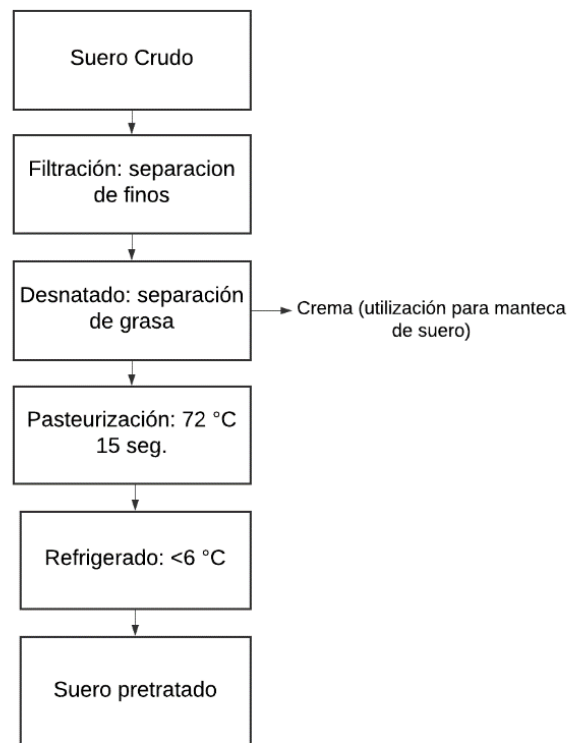 Suero Crudo
Filtración: separacion
de finos
Desnatado: separación
de grasa
Crema (utilización para manteca
de suero)
Pasteurización: 72 °C
15 seg.
Refrigerado: <6 °C
Suero pretratado